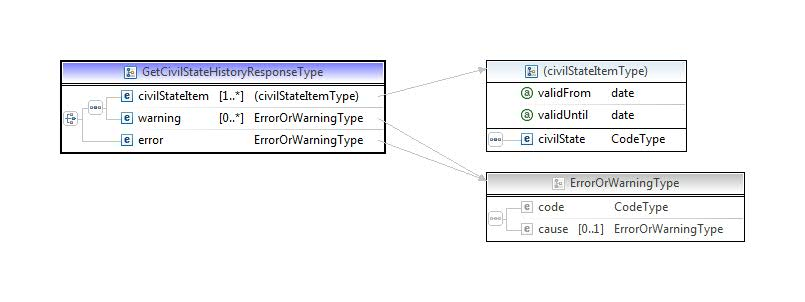 GetCivilStateHistoryResponseType
e civilStateItem [1..*] (civilStateItemType)
e warning [0..*] ErrorOrWarningType
e error ErrorOrWarningType
(civilStateItemType)
a validFrom date
a validUntil date
e civilState CodeType
ErrorOrWarningType
e code CodeType
e cause [0..1] ErrorOrWarningType